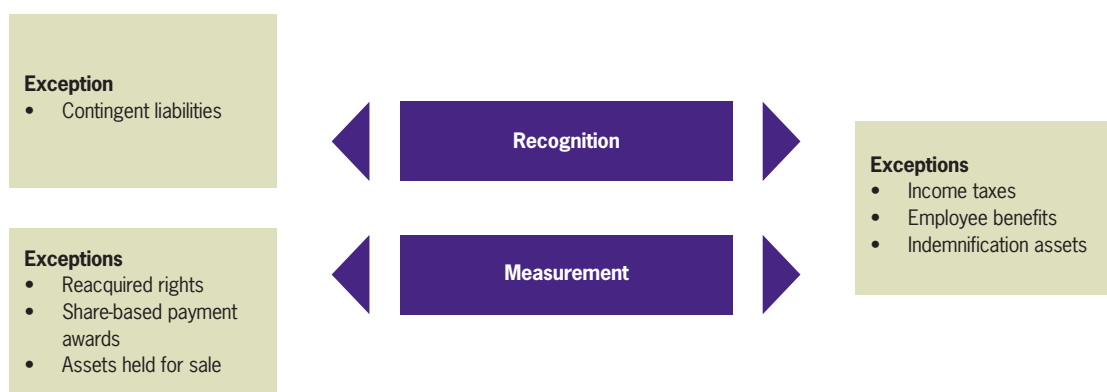 Exception
• Contingent liabilities
Recognition
Exceptions
• Income taxes
• Employee benefits
• Indemnification assets
Exceptions
• Reacquired rights
• Share-based payment
awards
• Assets held for sale
Measurement